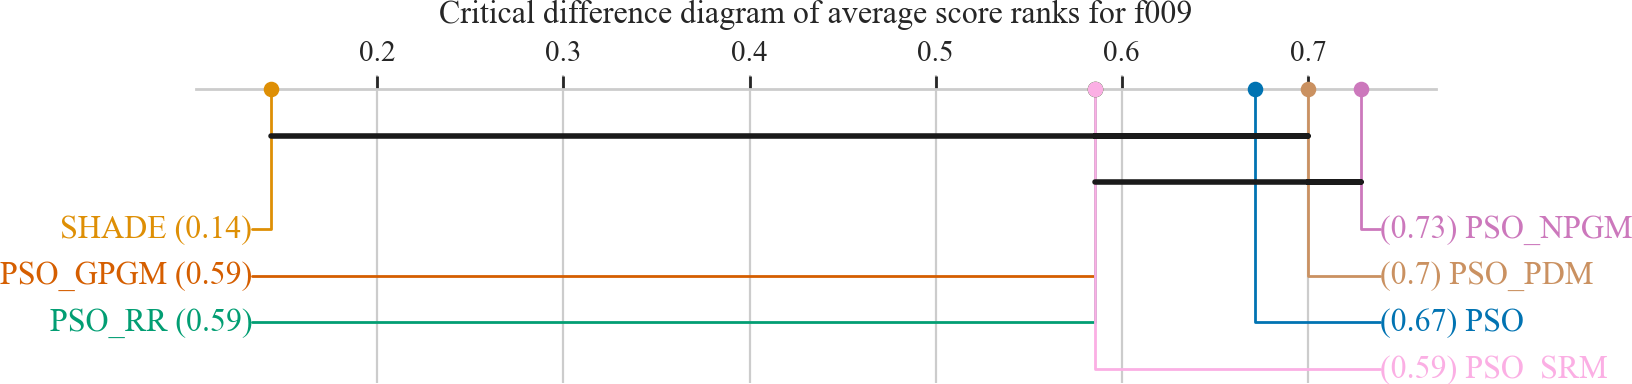 Critical difference diagram of average score ranks for f009
0.2 0.3 0.4 0.5 0.6 0.7
SHADE (0.14) (0.73) PSO_NPGM
PSO_GPGM (0.59) (0.7) PSO_PDM
PSO_RR (0.59) (0.67) PSO
(0.59) PSO_SRM